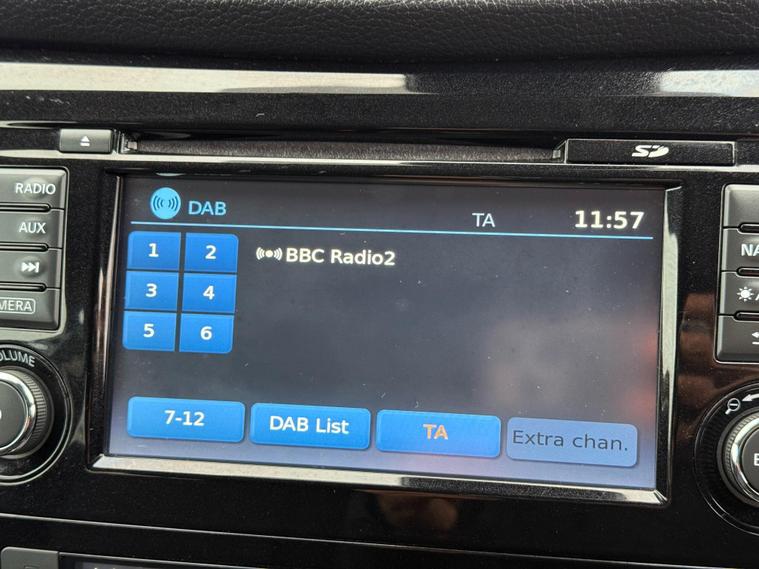 RADIO
AUX
SD
DAB
TA
11:57
1
2
BBC Radio2
3
4
5
6
7-12
DAB List
TA
Extra chan.